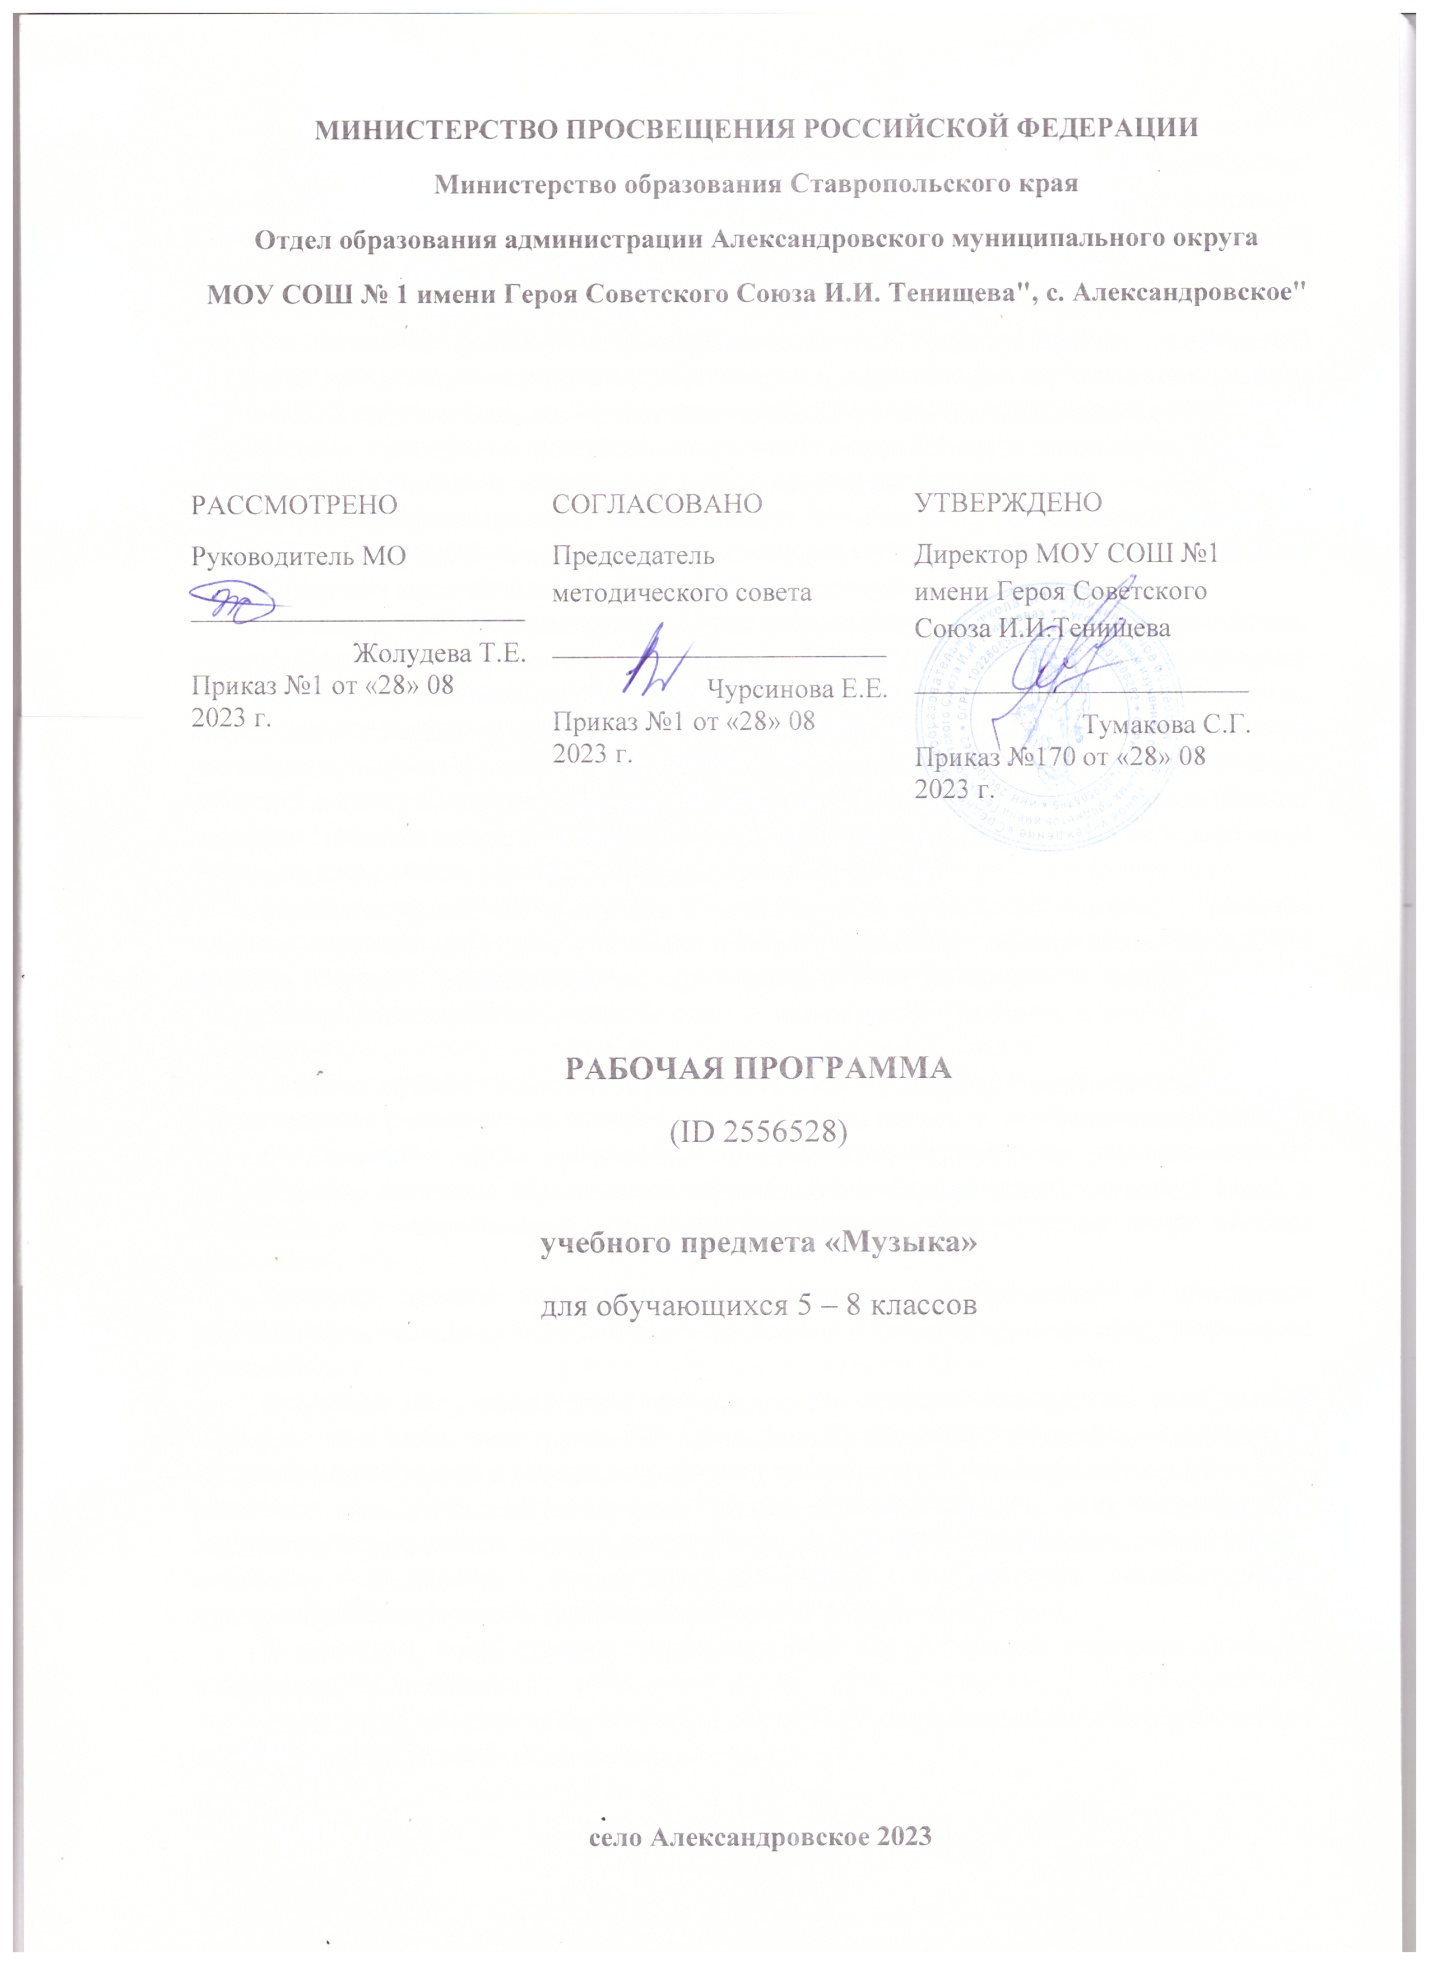 МИНИСТЕРСТВО ПРОСВЕЩЕНИЯ РОССИЙСКОЙ ФЕДЕРАЦИИ
Министерство образования Ставропольского края
Отдел образования администрации Александровского муниципального округа
МОУ СОШ № 1 имени Героя Советского Союза И.И. Тенищева", с. Александровское"
РАССМОТРЕНО
Руководитель МО
Жолудева Т.Е.
Приказ №1 от «28» 08
2023 г.
СОГЛАСОВАНО
Председатель
методического совета
Чурсинова Е.Е.
Приказ №1 от «28» 08
2023 г.
УТВЕРЖДЕНО
Директор МОУ СОШ №1
имени Героя Советского
Союза И.И.Тенищева
Тумакова С.Г.
Приказ №170 от «28» 08
2023 г.
РАБОЧАЯ ПРОГРАММА
(ID 2556528)
учебного предмета «Музыка»
для обучающихся 5 – 8 классов
село Александровское 2023